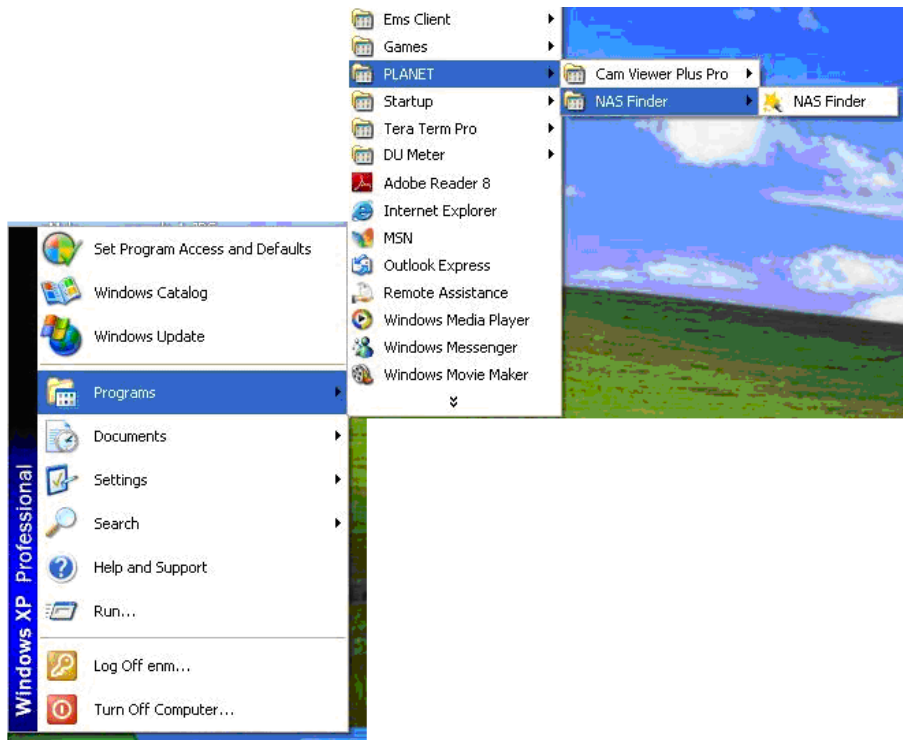 Ems Client
Games
PLANET
Startup
Tera Term Pro
DU Meter
Adobe Reader 8
Internet Explorer
MSN
Outlook Express
Remote Assistance
Windows Media Player
Windows Messenger
Windows Movie Maker
Cam Viewer Plus Pro
NAS Finder
NAS Finder
Set Program Access and Defaults
Windows Catalog
Windows Update
Programs
Documents
Settings
Search
Help and Support
Run...
Log Off enm...
Turn Off Computer...
Windows XP Professional